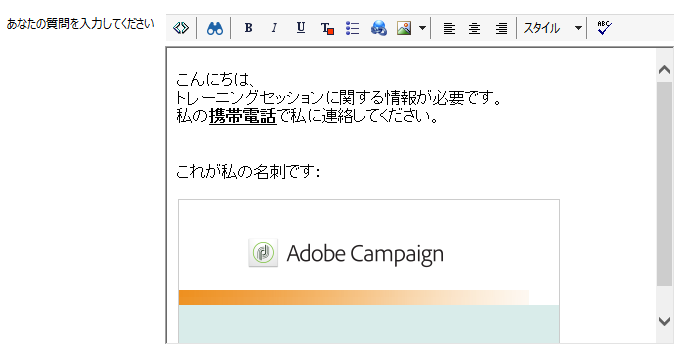 あなたの質問を入力してください
B I U T スタイル ABC
こんにちは、
トレーニングセッションに関する情報が必要です。
私の携帯電話で私に連絡してください。
これが私の名刺です:
Adobe Campaign